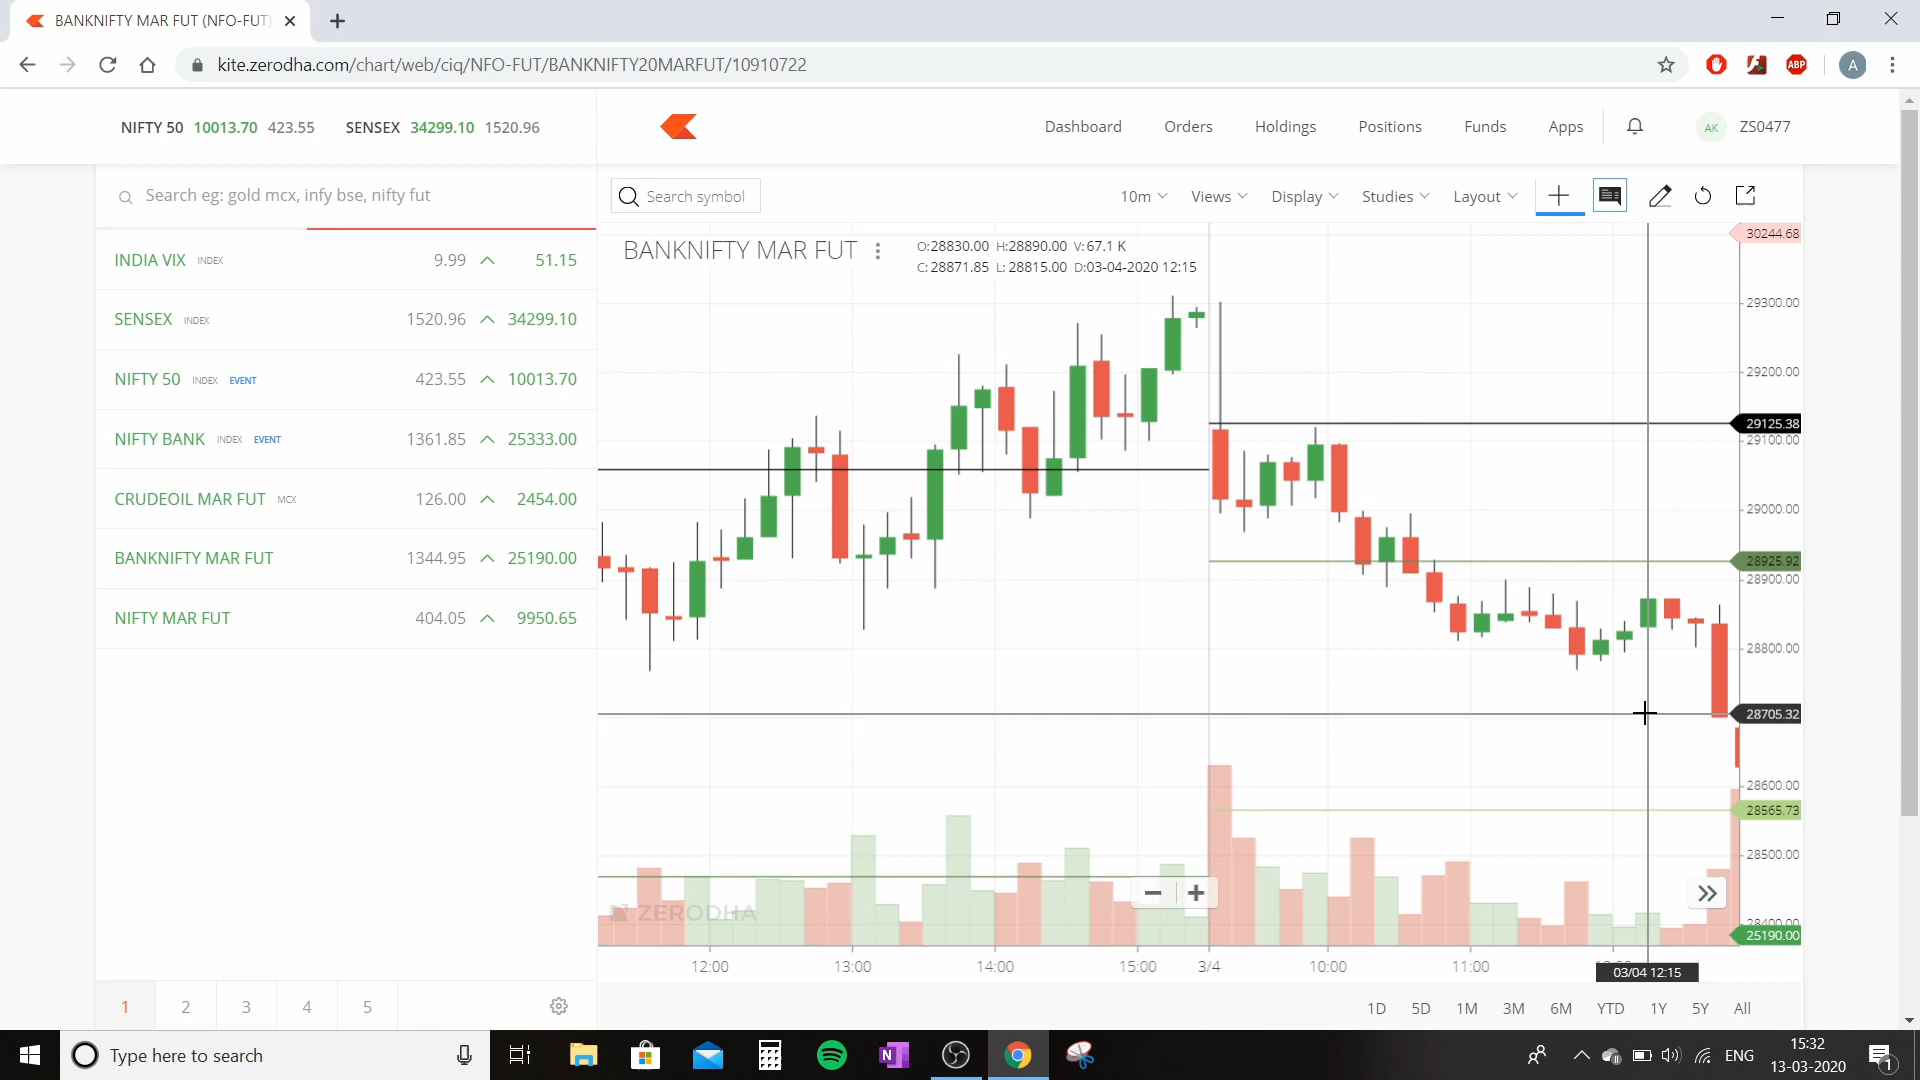 BANKNIFTY MAR FUT (NFO-FUT)
kite.zerodha.com/chart/web/ciq/NFO-FUT/BANKNIFTY20MARFUT/10910722
ABP
A
NIFTY 50 10013.70 423.55 SENSEX 34299.10 1520.96
Dashboard Orders Holdings Positions Funds Apps AK ZS0477
Search eg: gold mcx, infy bse, nifty fut
Search symbol 10m Views Display Studies Layout
INDIA VIX INDEX 9.99 51.15
SENSEX INDEX 1520.96 34299.10
NIFTY 50 INDEX EVENT 423.55 10013.70
NIFTY BANK INDEX EVENT 1361.85 25333.00
CRUDEOIL MAR FUT MCX 126.00 2454.00
BANKNIFTY MAR FUT 1344.95 25190.00
NIFTY MAR FUT 404.05 9950.65
1 2 3 4 5
BANKNIFTY MAR FUT
O:28830.00 H:28890.00 V:67.1 K
C:28871.85 L:28815.00 D:03-04-2020 12:15
30244.68
29300.00
29200.00
29125.38
29100.00
29000.00
28925.92
28900.00
28800.00
28705.32
28600.00
28565.73
28500.00
28400.00
25190.00
ZERODHA
12:00 13:00 14:00 15:00 3/4 10:00 11:00
03/04 12:15
1D 5D 1M 3M 6M YTD 1Y 5Y All
Type here to search
N
ENG
15:32
13-03-2020
1